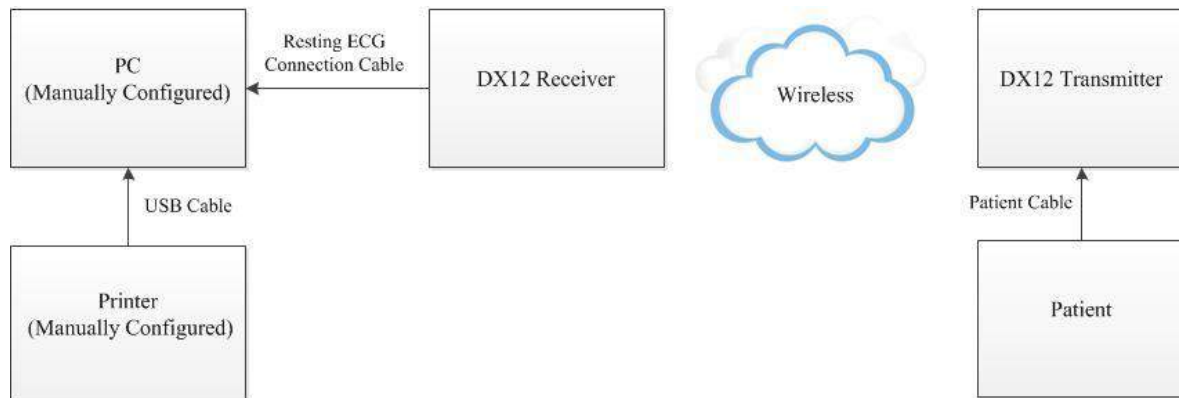 PC
(Manually Configured)
Resting ECG
Connection Cable
DX12 Receiver
Wireless
DX12 Transmitter
USB Cable
Patient Cable
Printer
(Manually Configured)
Patient